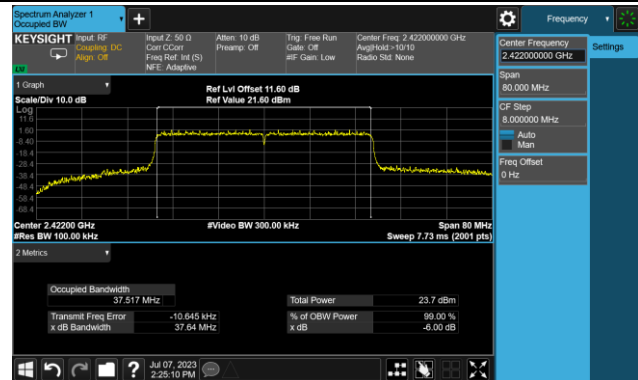 Spectrum Analyzer 1
Occupied BW
+
Frequency
KEYSIGHT
Input: RF
Coupling: DC
Align: Off
Input Z: 50 Ω
Corr CCorr
Freq Ref: Int (S)
NFE: Adaptive
Atten: 10 dB
Preamp: Off
Trig: Free Run
Gate: Off
#IF Gain: Low
Center Freq: 2.422000000 GHz
Avg|Hold:>10/10
Radio Std: None
Center Frequency
2.422000000 GHz
Settings
Span
80.000 MHz
CF Step
8.000000 MHz
Auto
Man
Freq Offset
0 Hz
1 Graph
Scale/Div 10.0 dB
Ref Lvl Offset 11.60 dB
Ref Value 21.60 dBm
Log
11.6
1.60
-8.40
-18.4
-28.4
-38.4
-48.4
-58.4
-68.4
Center 2.42200 GHz
#Res BW 100.00 kHz
#Video BW 300.00 kHz
Span 80 MHz
Sweep 7.73 ms (2001 pts)
2 Metrics
Occupied Bandwidth
37.517 MHz
Total Power 23.7 dBm
Transmit Freq Error -10.645 kHz
% of OBW Power 99.00 %
x dB Bandwidth 37.64 MHz
x dB -6.00 dB
?
Jul 07, 2023
2:25:10 PM